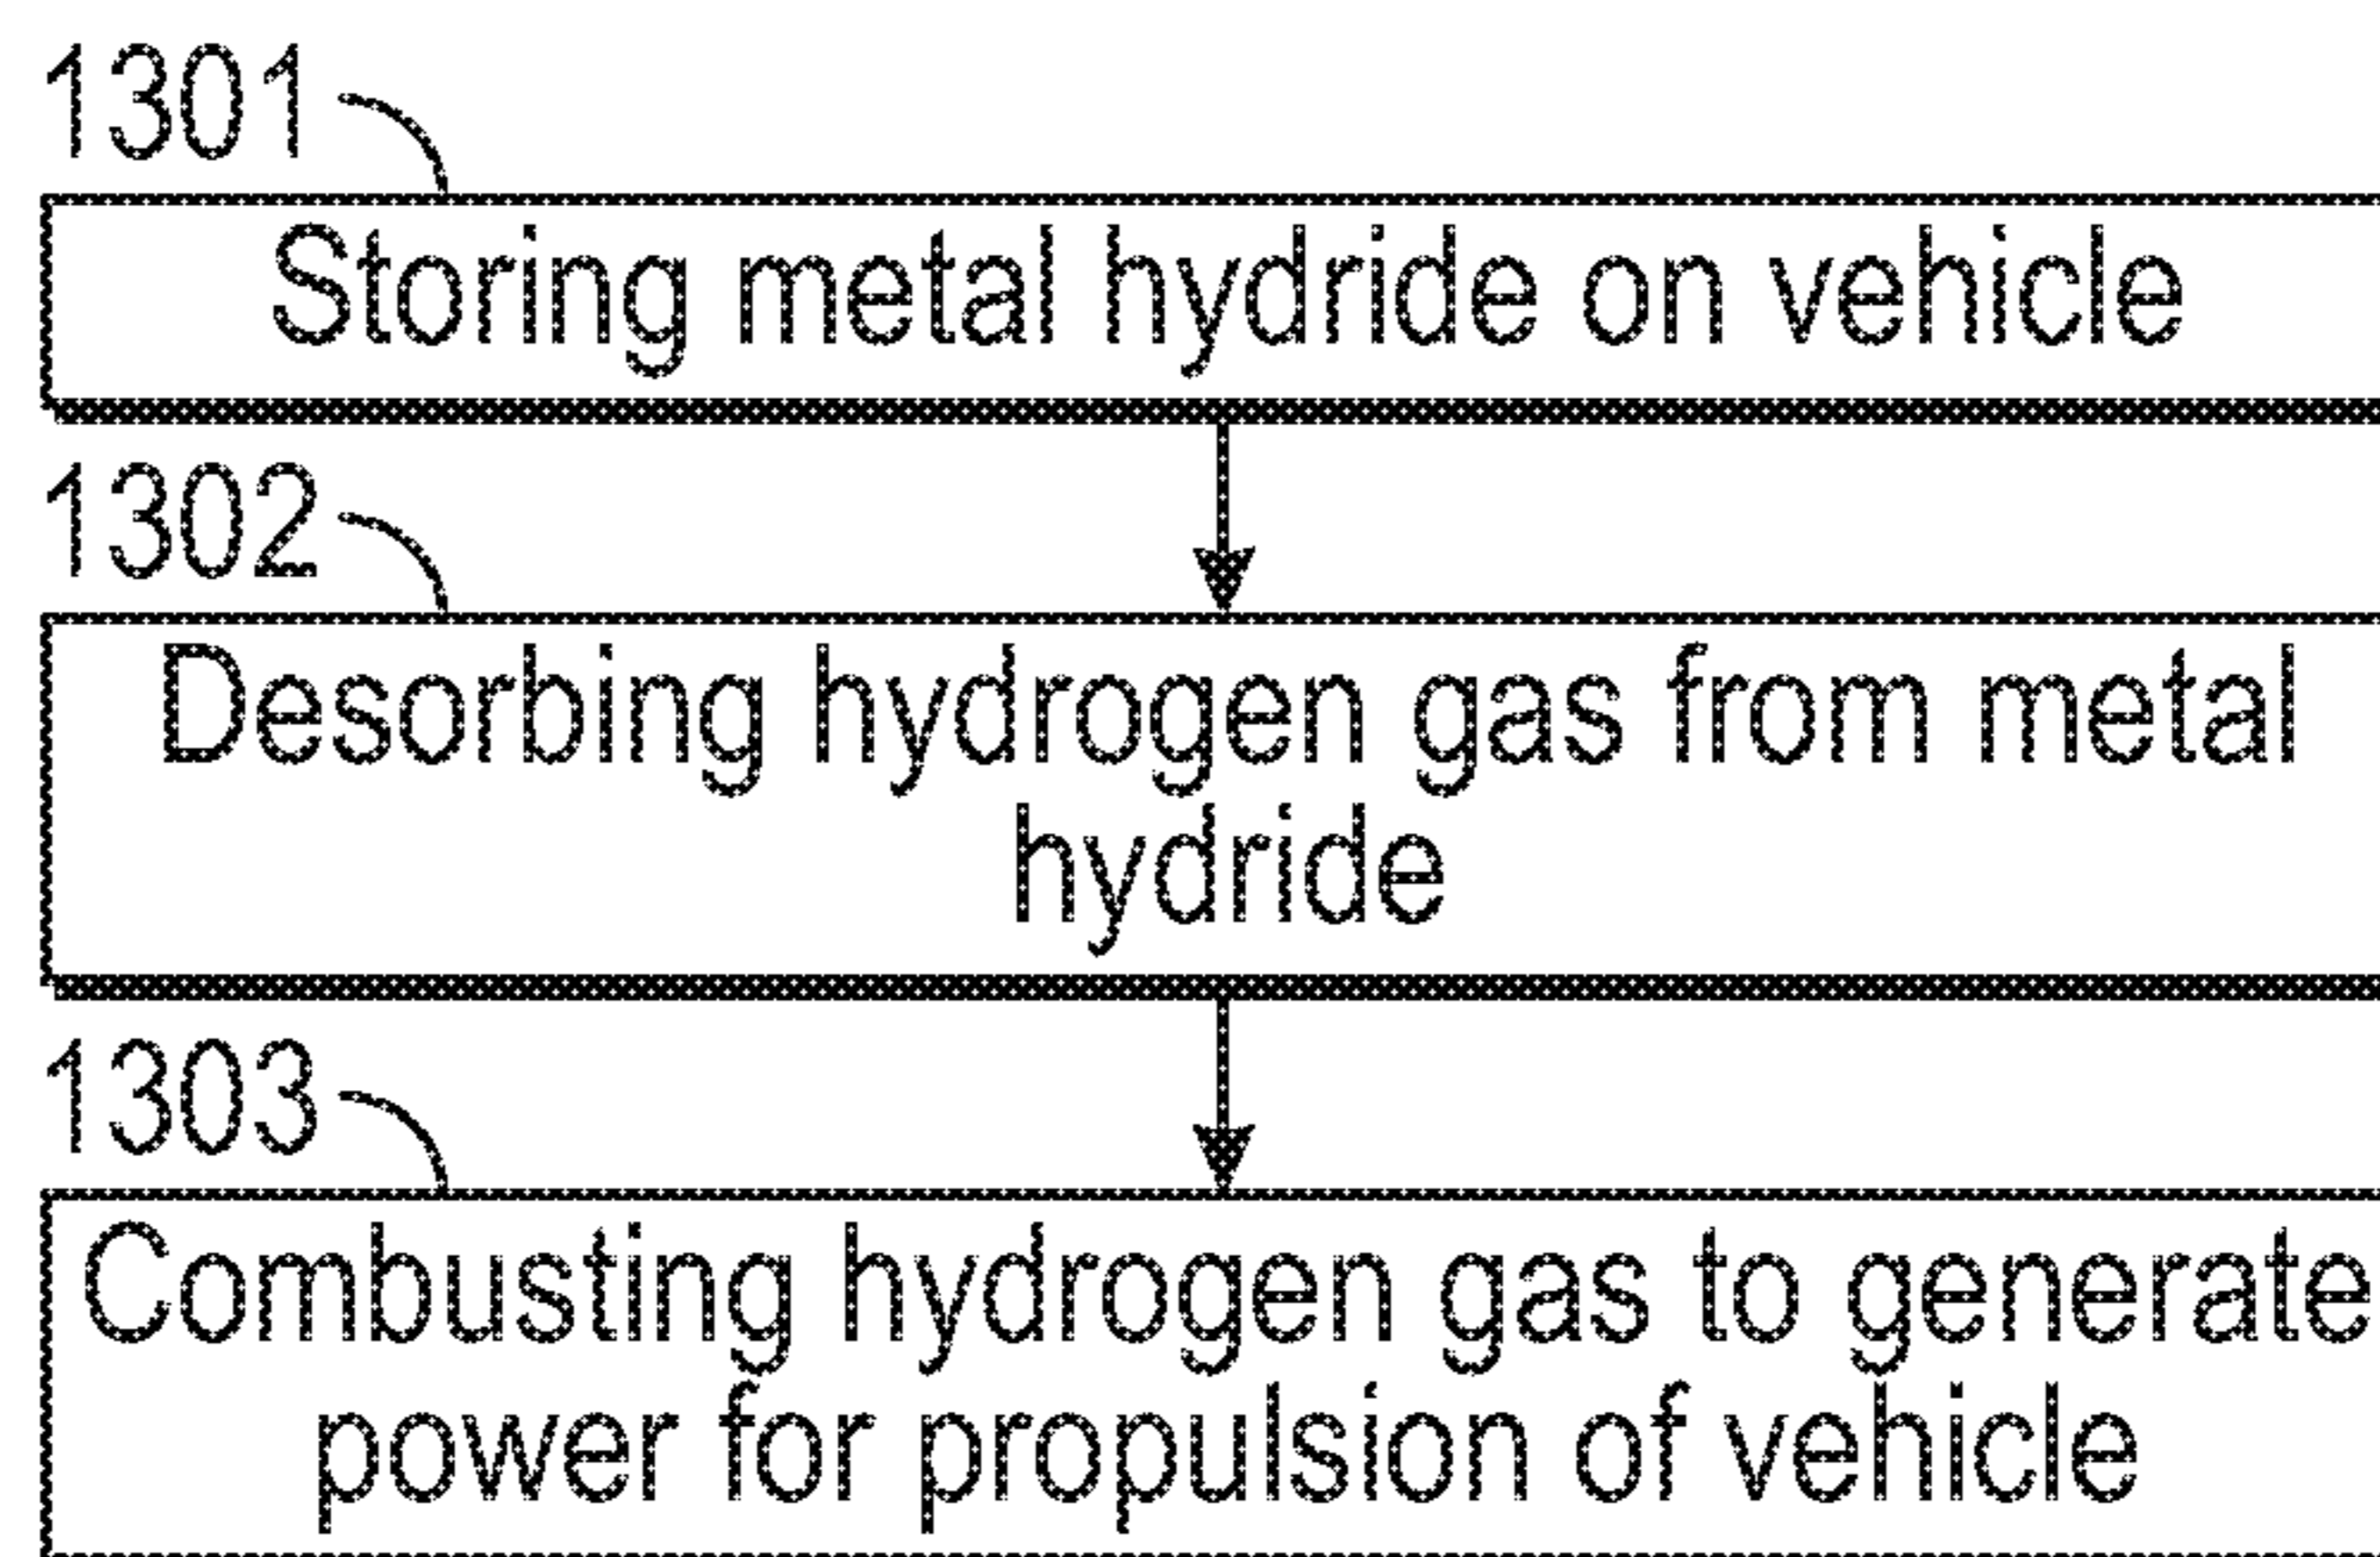 1301
Storing metal hydride on vehicle
1302
Desorbing hydrogen gas from metal
hydride
1303
Combusting hydrogen gas to generate
power for propulsion of vehicle